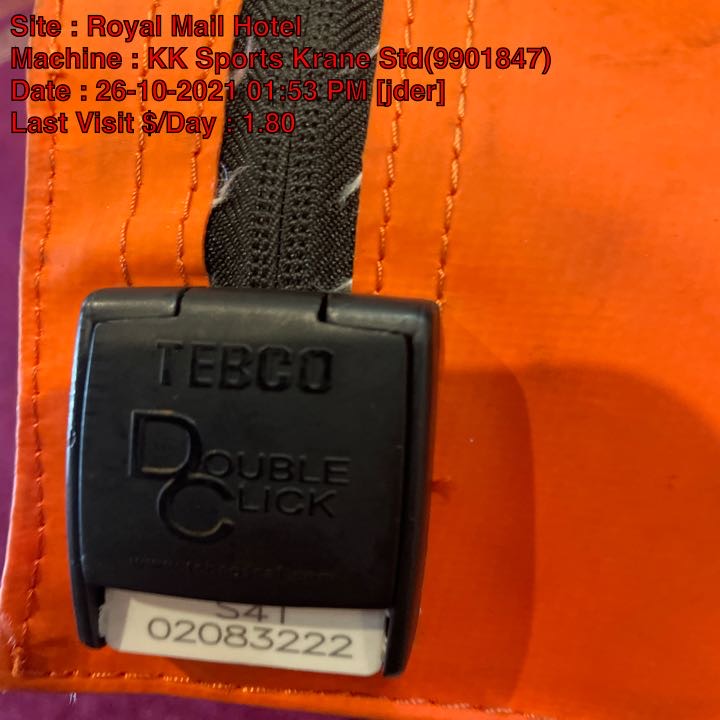 Site : Royal Mail Hotel
Machine : KK Sports Krane Std(9901847)
Date : 26-10-2021 01:53 PM [jder]
Last Visit $/Day : 1.80
TEBCO
DOUBLE
CLICK
S41
02083222